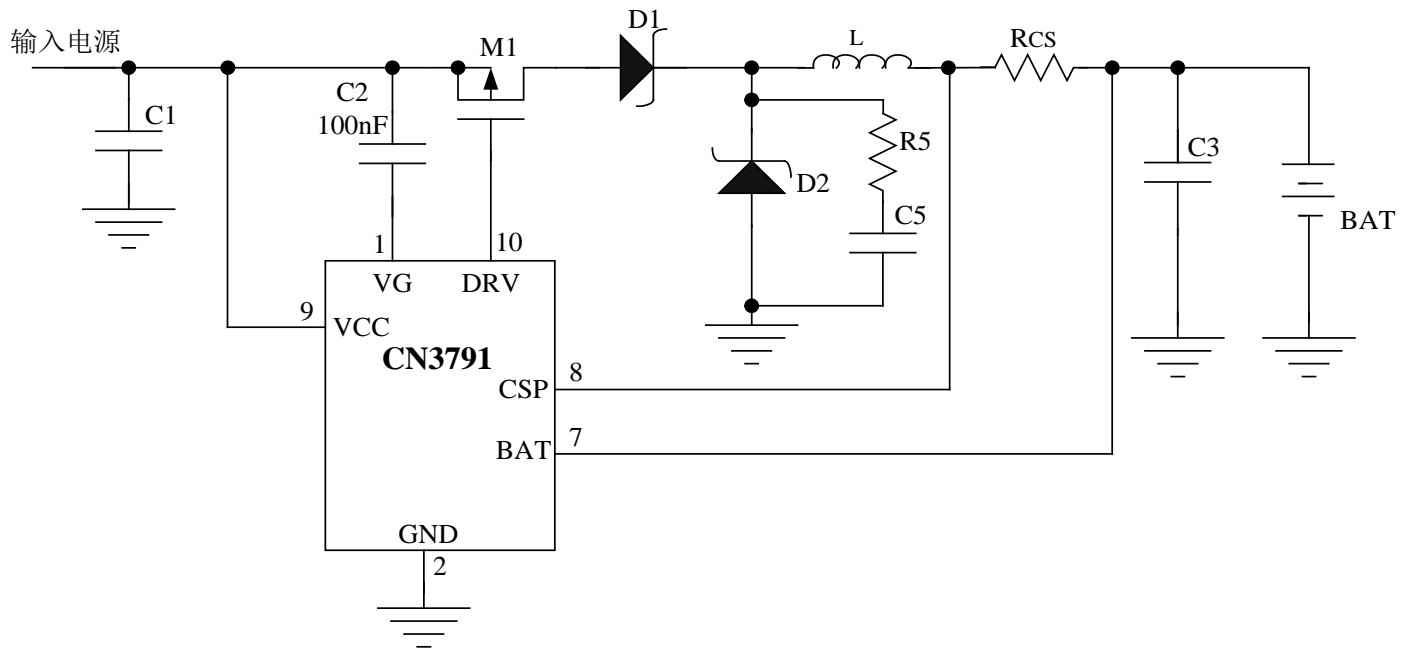 输入电源
D1
M1
L
RCS
C2
100nF
C1
R5
D2
C3
C5
BAT
1
10
VG
DRV
9
VCC
CN3791
CSP
8
BAT
7
GND
2